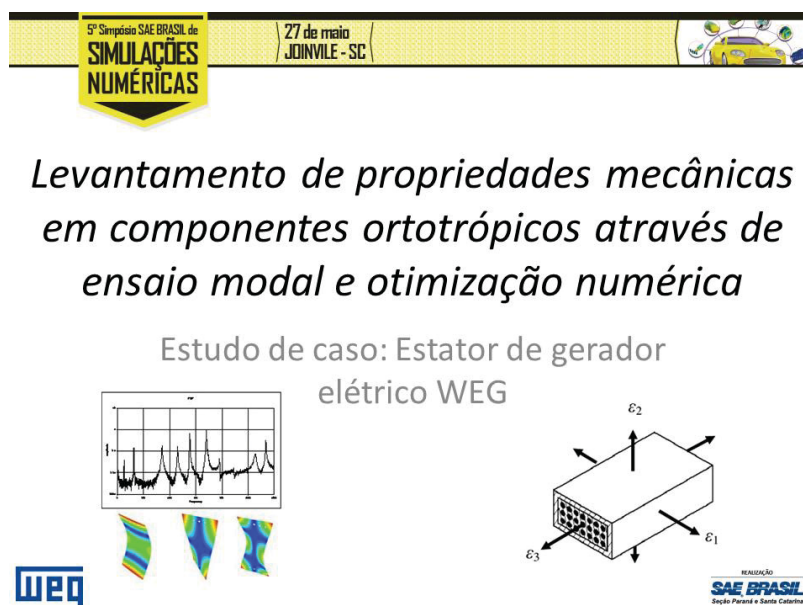 5º Simpósio SAE BRASIL de
SIMULAÇÕES
NUMÉRICAS
27 de maio
JOINVILE - SC
Levantamento de propriedades mecânicas
em componentes ortotrópicos através de
ensaio modal e otimização numérica
Estudo de caso: Estator de gerador
elétrico WEG
ε2
ε1
ε3
WEG
REALIZAÇÃO
SAE BRASIL
Seção Paraná e Santa Catarina